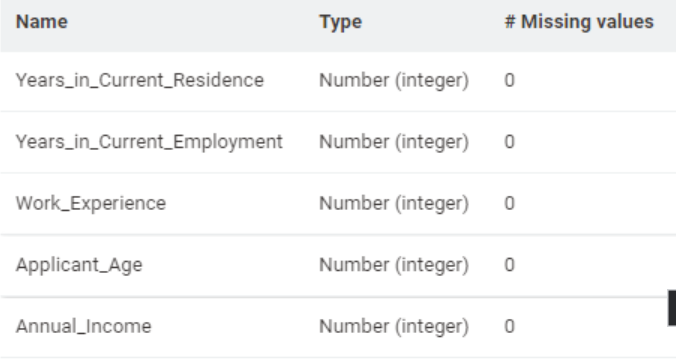 Name Type # Missing values
Years_in_Current_Residence Number (integer) 0
Years_in_Current_Employment Number (integer) 0
Work_Experience Number (integer) 0
Applicant_Age Number (integer) 0
Annual_Income Number (integer) 0